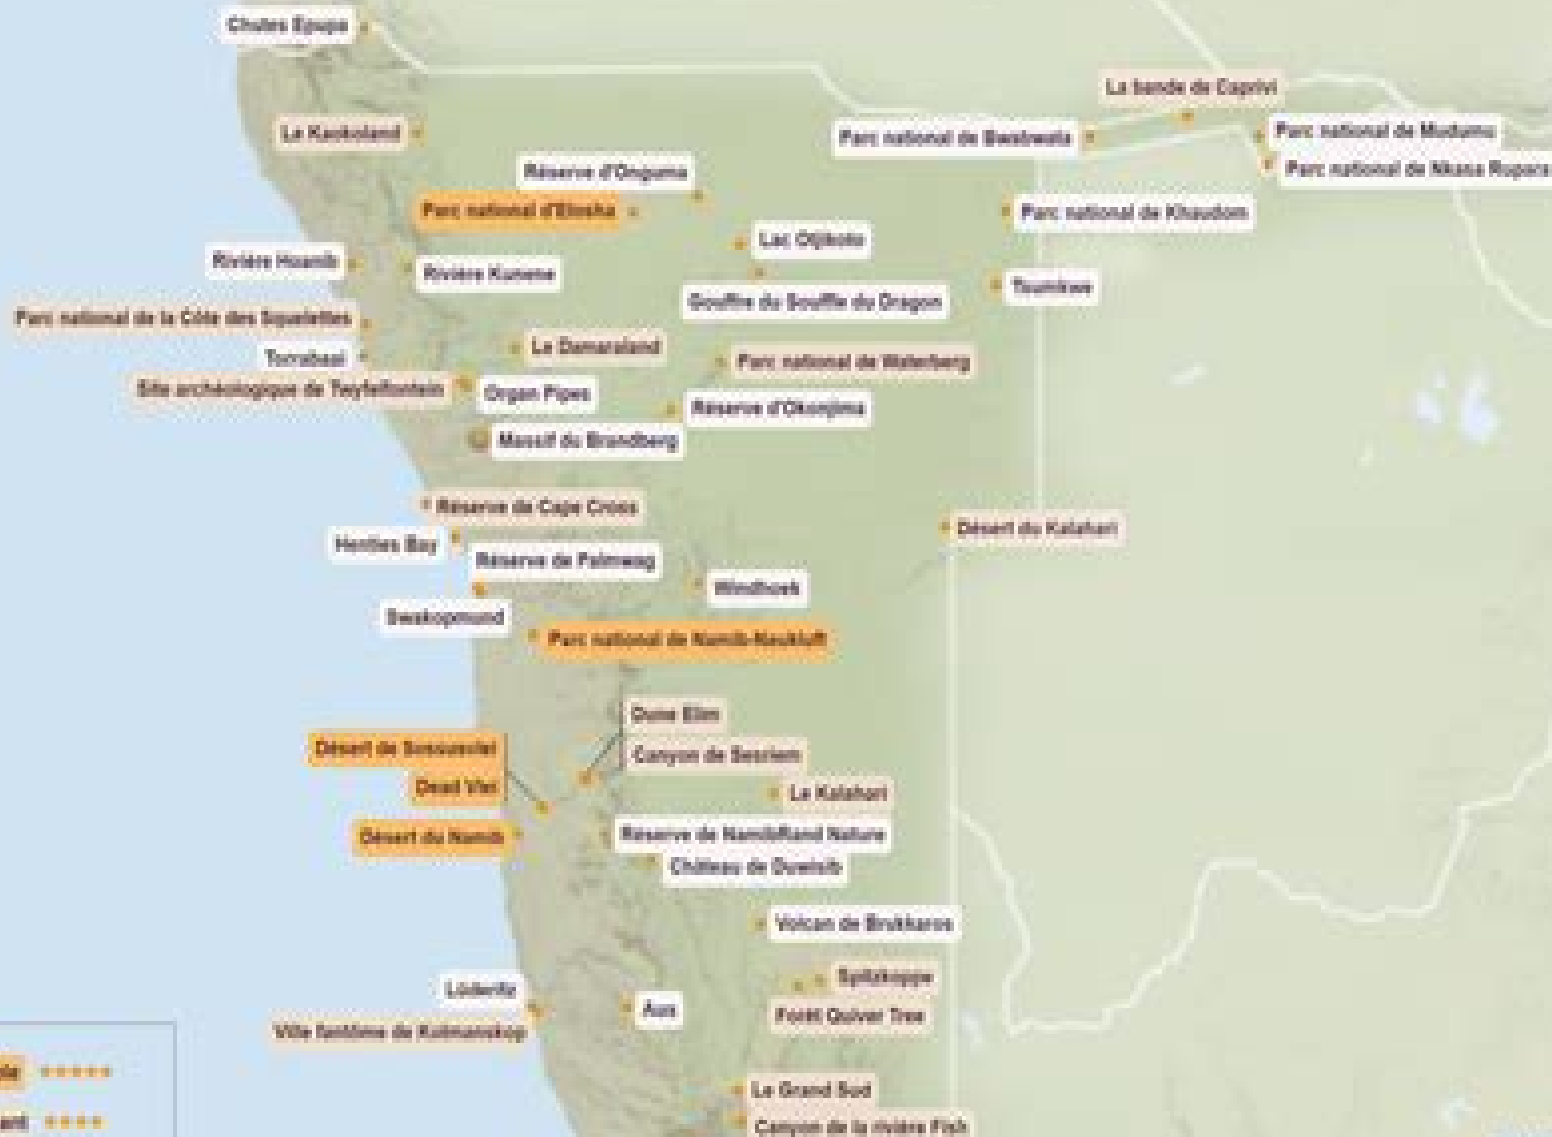 Chutes Epupa
La bande de Caprivi
Le Kaokoland
Parc national de Bwabwata
Parc national de Mudumu
Parc national de Nkasa Rupara
Réserve d'Onguma
Parc national d'Etosha
Parc national de Khaudom
Lac Otjikoto
Rivière Hoanib
Rivière Kunene
Gouffre du Souffle du Dragon
Tsumkwe
Parc national de la Côte des Squelettes
Le Damaraland
Torrabaai
Parc national de Waterberg
Site archéologique de Twyfelfontein
Organ Pipes
Réserve d'Okonjima
Massif du Brandberg
Réserve de Cape Cross
Désert du Kalahari
Henties Bay
Réserve de Palmwag
Windhoek
Swakopmund
Parc national de Namib-Naukluft
Dune Elim
Désert de Sossusvlei
Canyon de Sesriem
Dead Vlei
Le Kalahari
Désert du Namib
Réserve de NamibRand Nature
Château de Duwisib
Volcan de Brukkaros
Spitzkoppe
Lüderitz
Aus
Forêt Quiver Tree
Ville fantôme de Kolmanskop
Le Grand Sud
Canyon de la rivière Fish